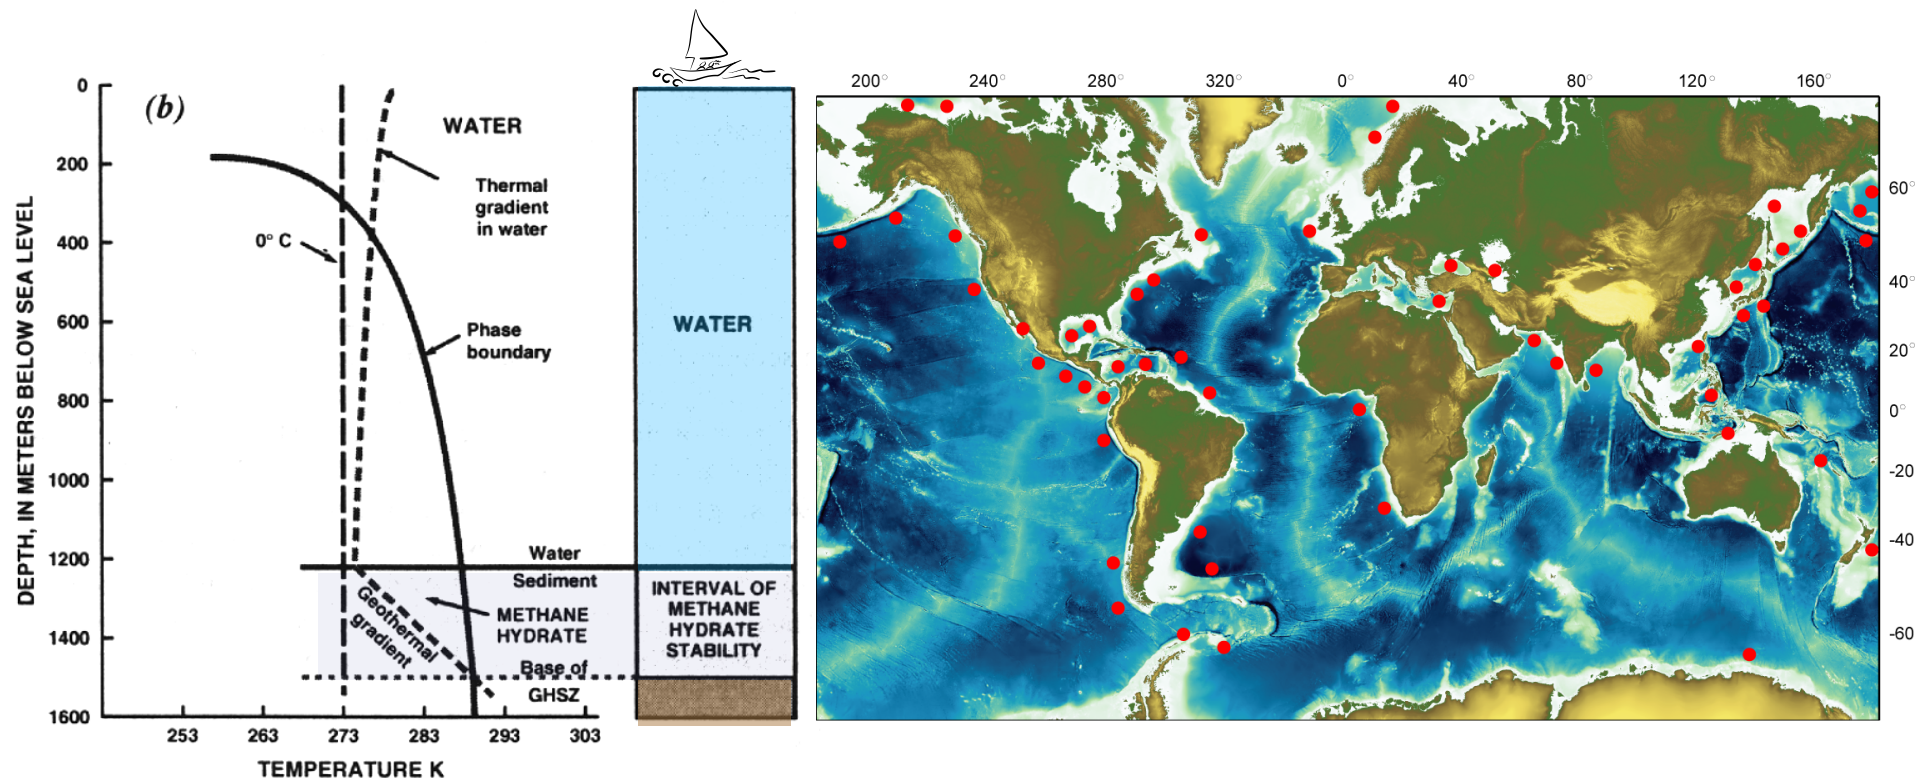 (b)
DEPTH, IN METERS BELOW SEA LEVEL
0
200
400
600
800
1000
1200
1400
1600
WATER
Thermal
gradient
in water
0° C
Phase
boundary
Water
Sediment
METHANE
HYDRATE
Geothermal
gradient
Base of
GHSZ
253
263
273
283
293
303
TEMPERATURE K
WATER
INTERVAL OF
METHANE
HYDRATE
STABILITY
200°
240°
280°
320°
0°
40°
80°
120°
160°
60°
40°
20°
0°
-20
-30
-40
-60